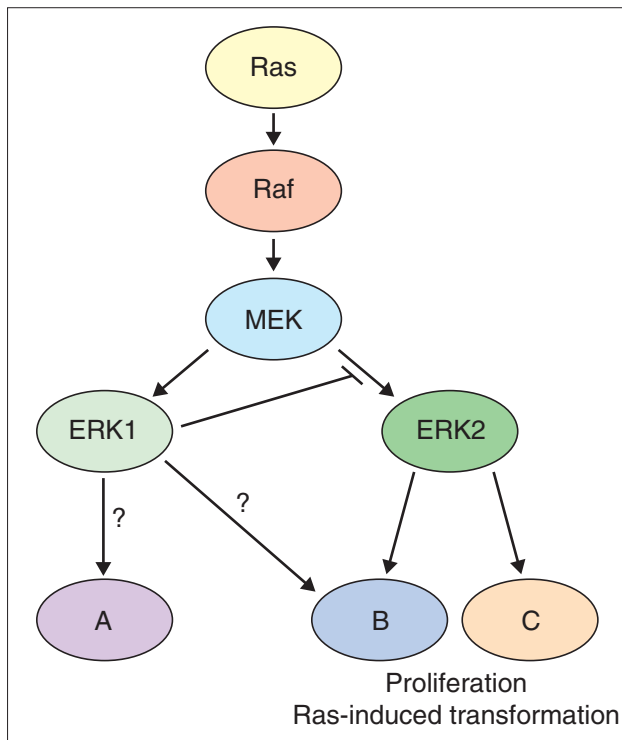 Ras
Raf
MEK
ERK1
ERK2
?
?
A
B
C
Proliferation
Ras-induced transformation